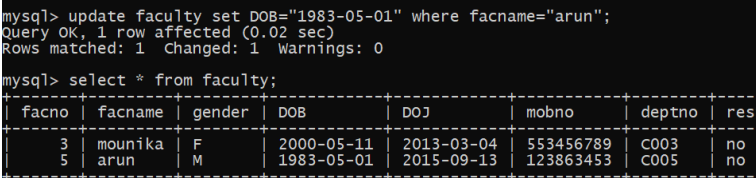 mysql> update faculty set DOB="1983-05-01" where facname="arun";
Query OK, 1 row affected (0.02 sec)
Rows matched: 1  Changed: 1  Warnings: 0
mysql> select * from faculty;
+-------+---------+--------+------------+------------+-----------+--------+-----
| facno | facname | gender | DOB        | DOJ        | mobno     | deptno | res
+-------+---------+--------+------------+------------+-----------+--------+-----
|     3 | mounika | F      | 2000-05-11 | 2013-03-04 | 553456789 | C003   | no
|     5 | arun    | M      | 1983-05-01 | 2015-09-13 | 123863453 | C005   | no
+-------+---------+--------+------------+------------+-----------+--------+-----